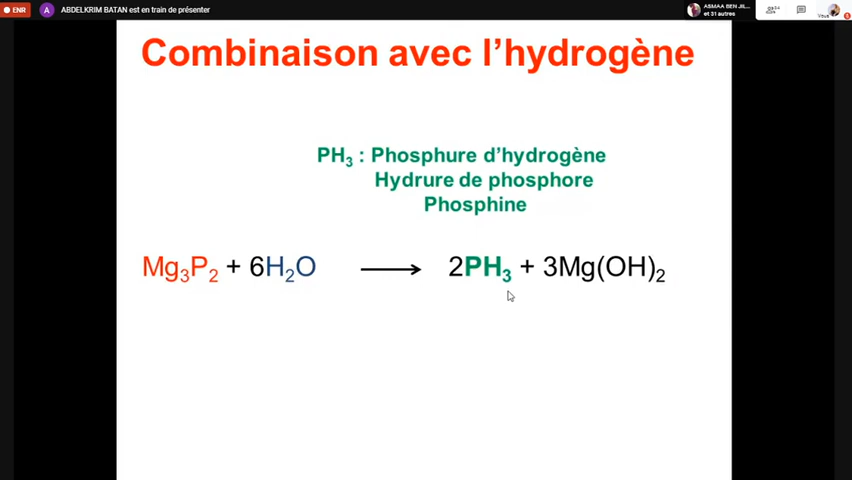 ENR A ABDELKRIM BATAN est en train de présenter
ASMAA BEN JIL...
et 31 autres
Vous
Combinaison avec l'hydrogène
PH₃ : Phosphure d'hydrogène
Hydrure de phosphore
Phosphine
Mg₃P₂ + 6H₂O ⟶ 2PH₃ + 3Mg(OH)₂